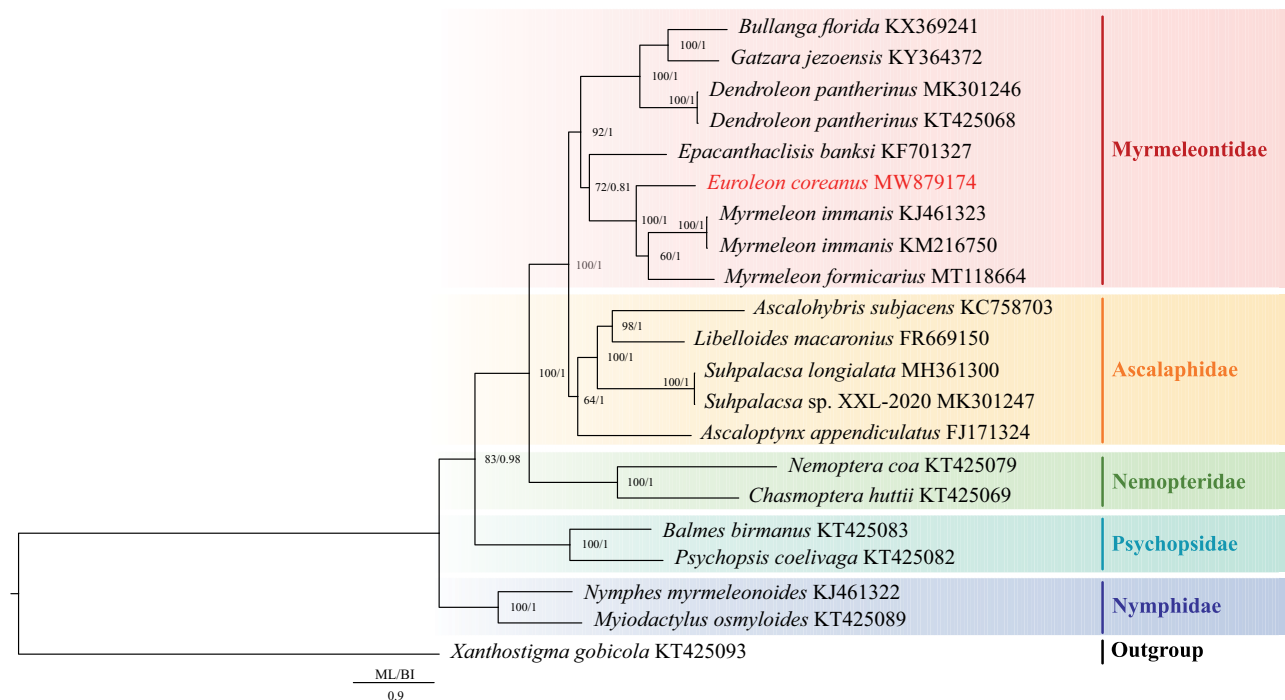 Bullanga florida KX369241
100/1
Gatzara jezoensis KY364372
100/1
Dendroleon pantherinus MK301246
100/1
Dendroleon pantherinus KT425068
92/1
Epacanthaclisis banksi KF701327
Myrmeleontidae
72/0.81
Euroleon coreanus MW879174
Myrmeleon immanis KJ461323
100/1
100/1
Myrmeleon immanis KM216750
60/1
100/1
Myrmeleon formicarius MT118664
Ascalohybris subjacens KC758703
98/1
Libelloides macaronius FR669150
100/1
Ascalaphidae
100/1
Suhpalacsa longialata MH361300
100/1
64/1
Suhpalacsa sp. XXL-2020 MK301247
Ascaloptynx appendiculatus FJ171324
83/0.98
Nemoptera coa KT425079
100/1
Nemopteridae
Chasmoptera huttii KT425069
Balmes birmanus KT425083
100/1
Psychopsidae
Psychopsis coelivaga KT425082
Nymphes myrmeleonoides KJ461322
100/1
Nymphidae
Myiodactylus osmyloides KT425089
Xanthostigma gobicola KT425093
Outgroup
ML/BI
0.9